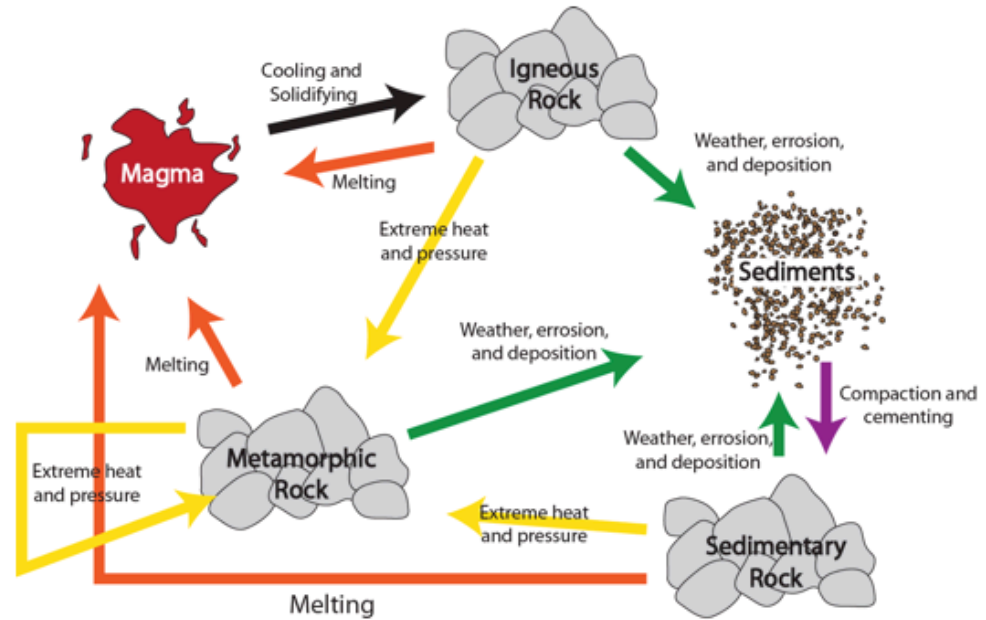 Igneous
Rock
Cooling and
Solidifying
Magma
Melting
Weather, errosion,
and deposition
Extreme heat
and pressure
Sediments
Weather, errosion,
and deposition
Melting
Compaction and
cementing
Weather, errosion,
and deposition
Metamorphic
Rock
Extreme heat
and pressure
Extreme heat
and pressure
Sedimentary
Rock
Melting